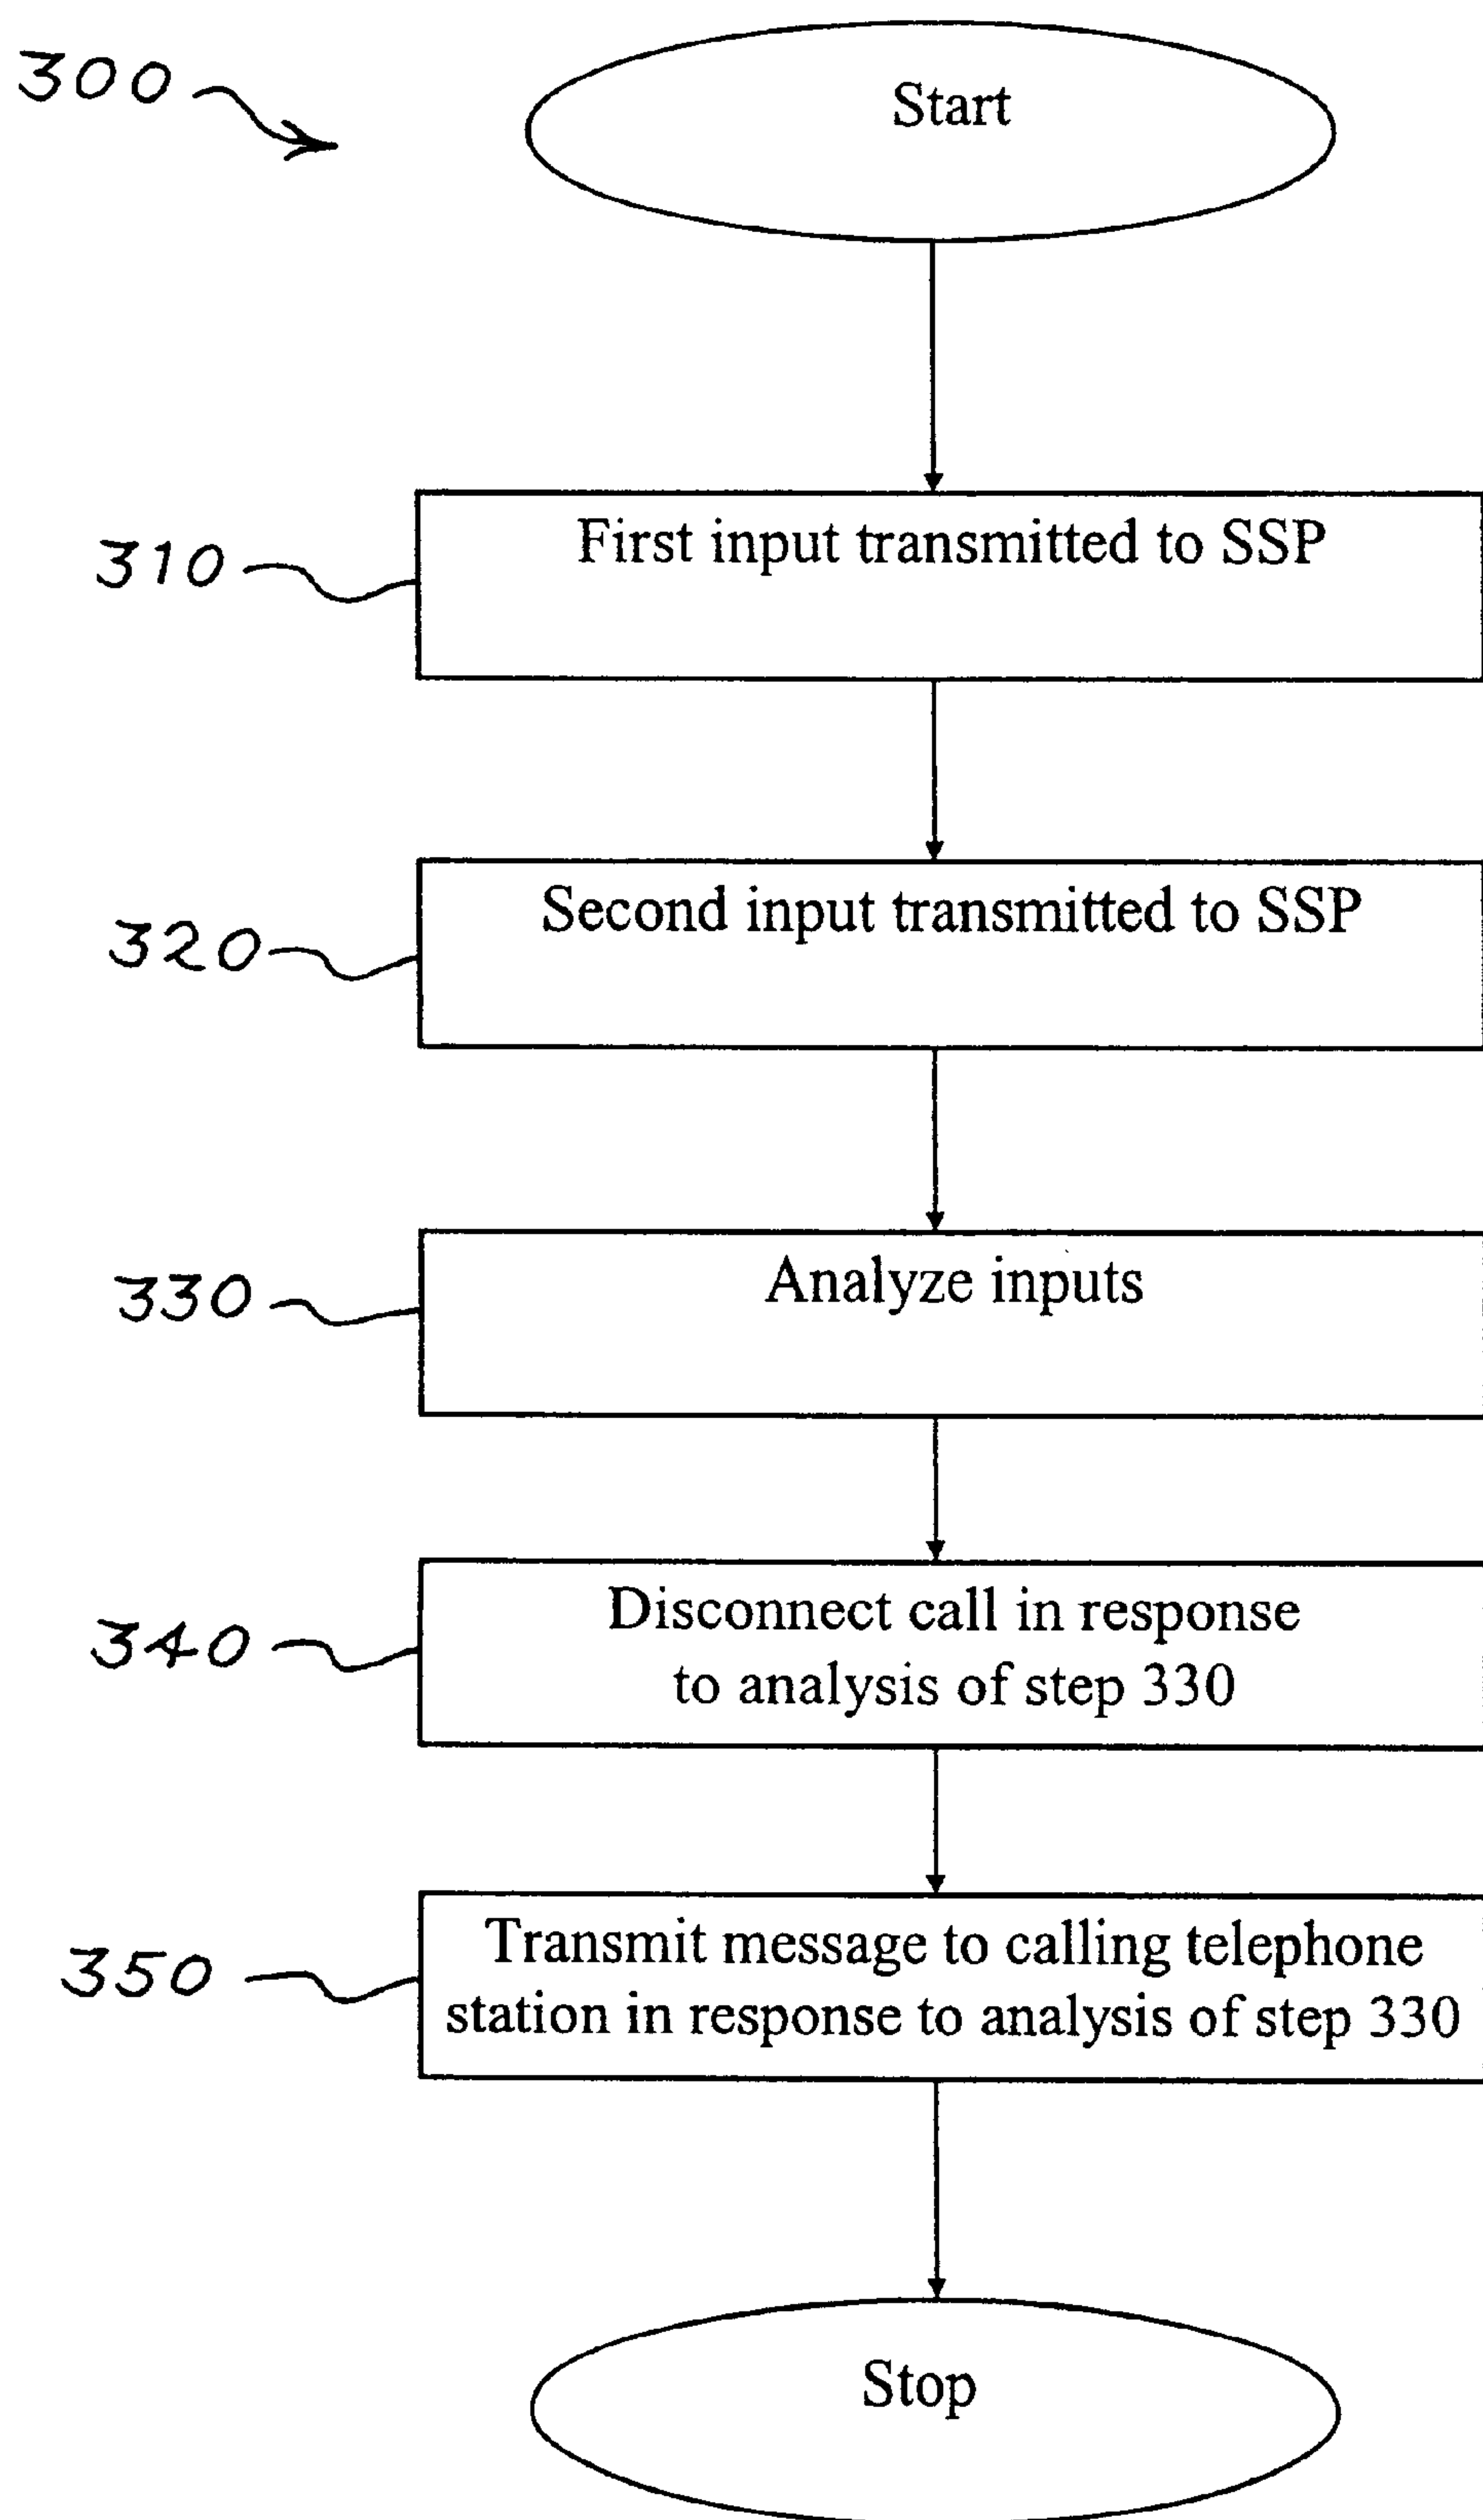 300
Start
310
First input transmitted to SSP
320
Second input transmitted to SSP
330
Analyze inputs
340
Disconnect call in response
to analysis of step 330
350
Transmit message to calling telephone
station in response to analysis of step 330
Stop